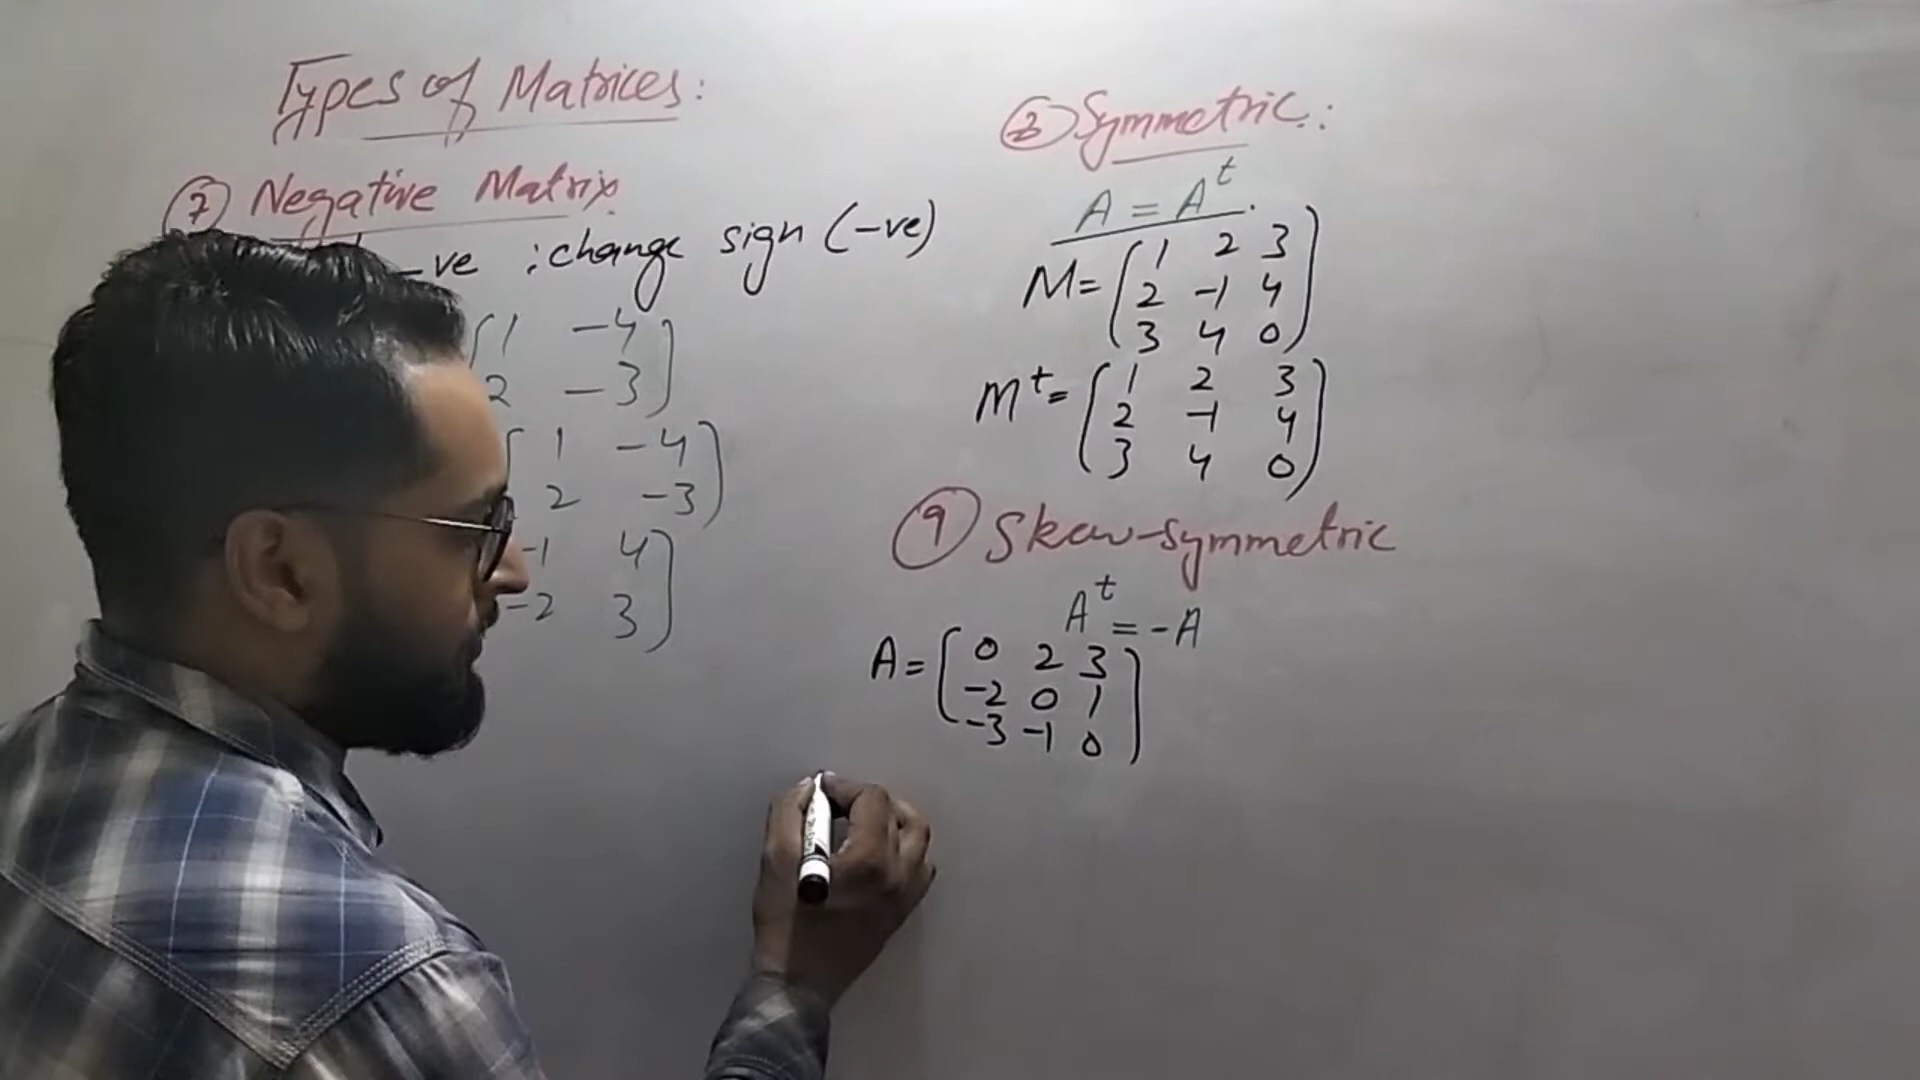 Types of Matrices:
⑦ Negative Matrix
-ve : change sign (-ve)
1 -4
2 -3
1 -4
2 -3
-1 4
-2 3
⑧ Symmetric:
A = A^t
M = 1 2 3
2 -1 4
3 4 0
M^t = 1 2 3
2 -1 4
3 4 0
⑨ Skew-symmetric
A^t = -A
A = 0 2 3
-2 0 1
-3 -1 0